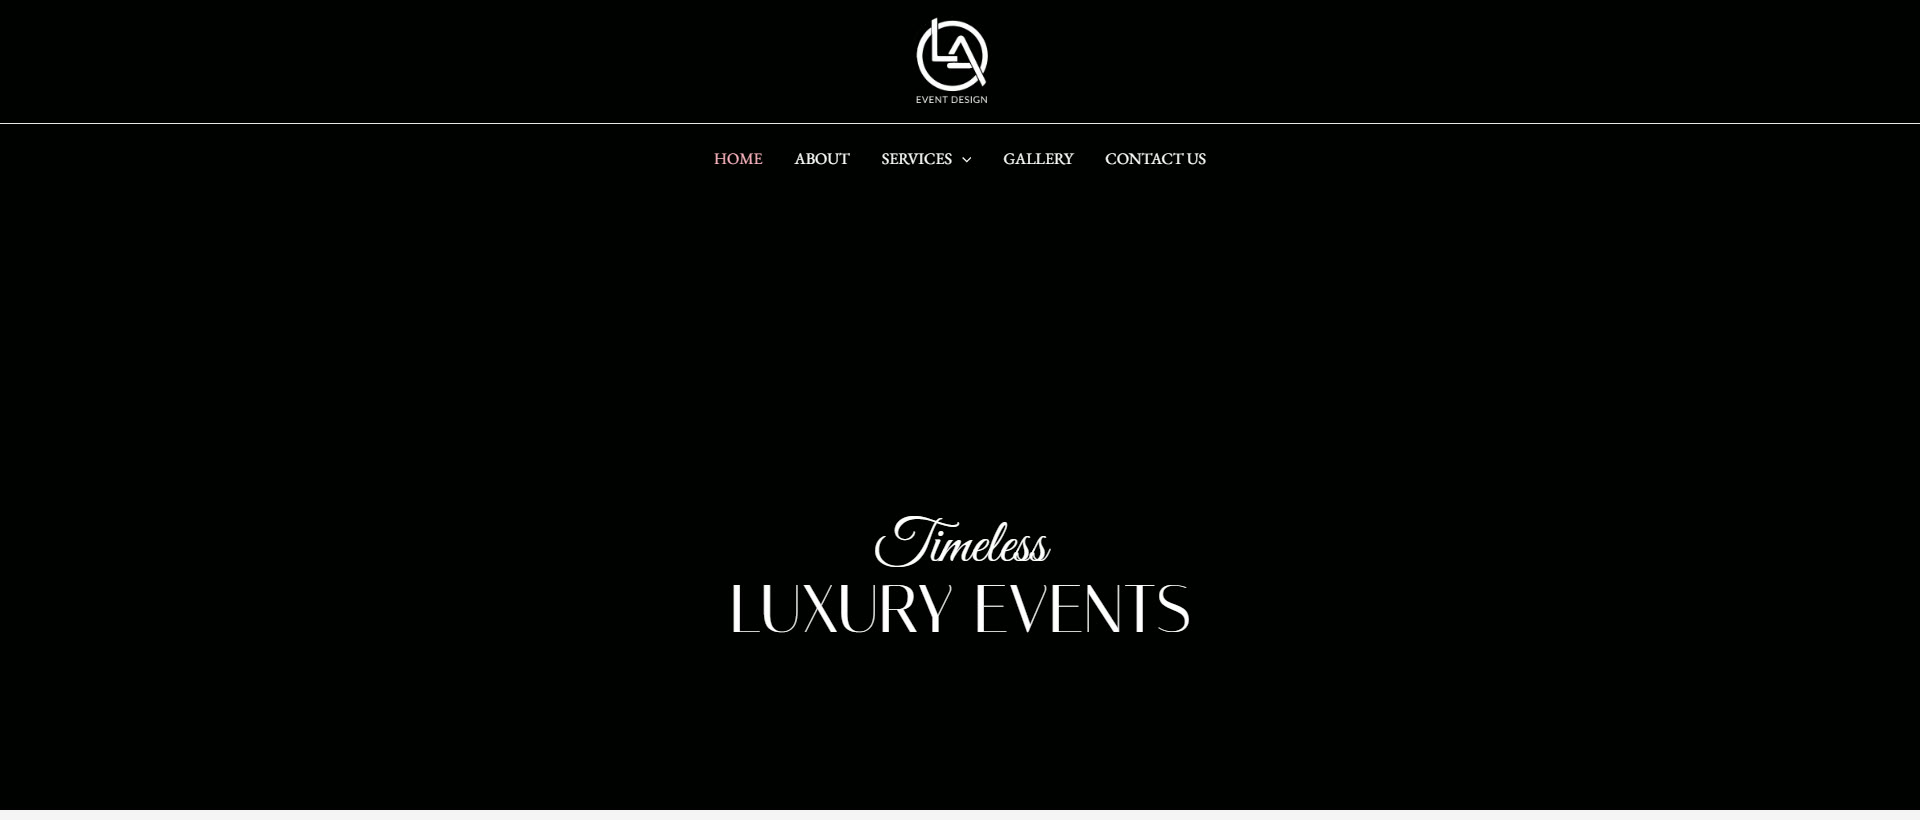 LA
EVENT DESIGN
HOME ABOUT SERVICES GALLERY CONTACT US
Timeless
LUXURY EVENTS